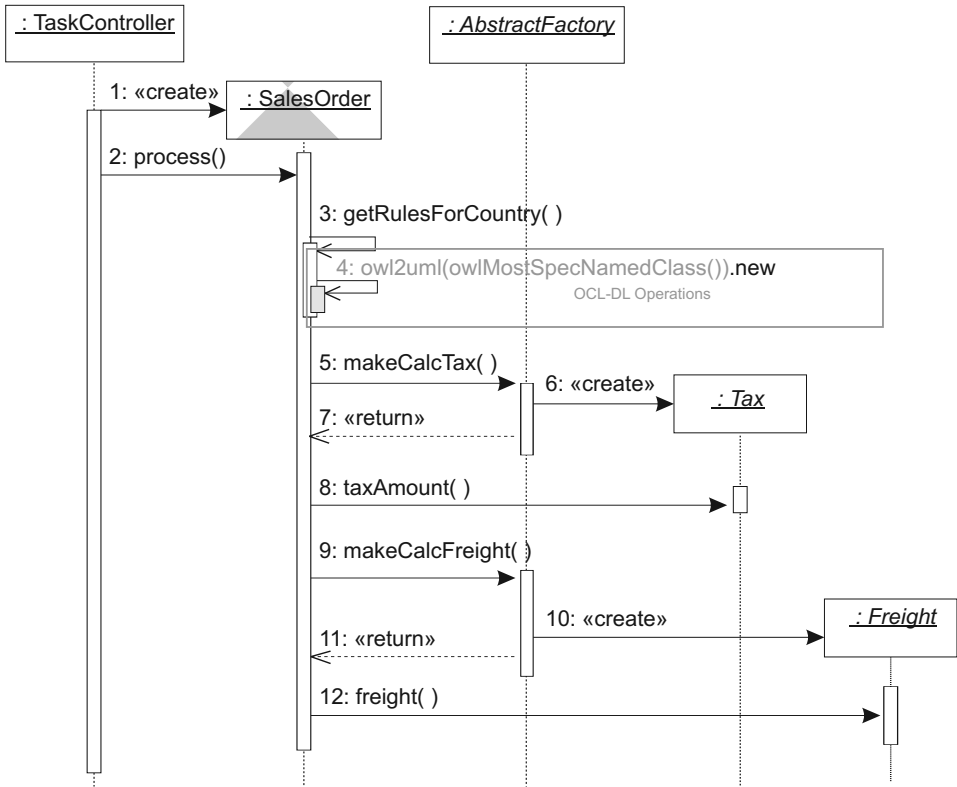 : TaskController
: AbstractFactory
1: «create»
: SalesOrder
2: process()
3: getRulesForCountry( )
4: owl2uml(owlMostSpecNamedClass()).new
OCL-DL Operations
5: makeCalcTax( )
6: «create»
: Tax
7: «return»
8: taxAmount( )
9: makeCalcFreight( )
10: «create»
: Freight
11: «return»
12: freight( )